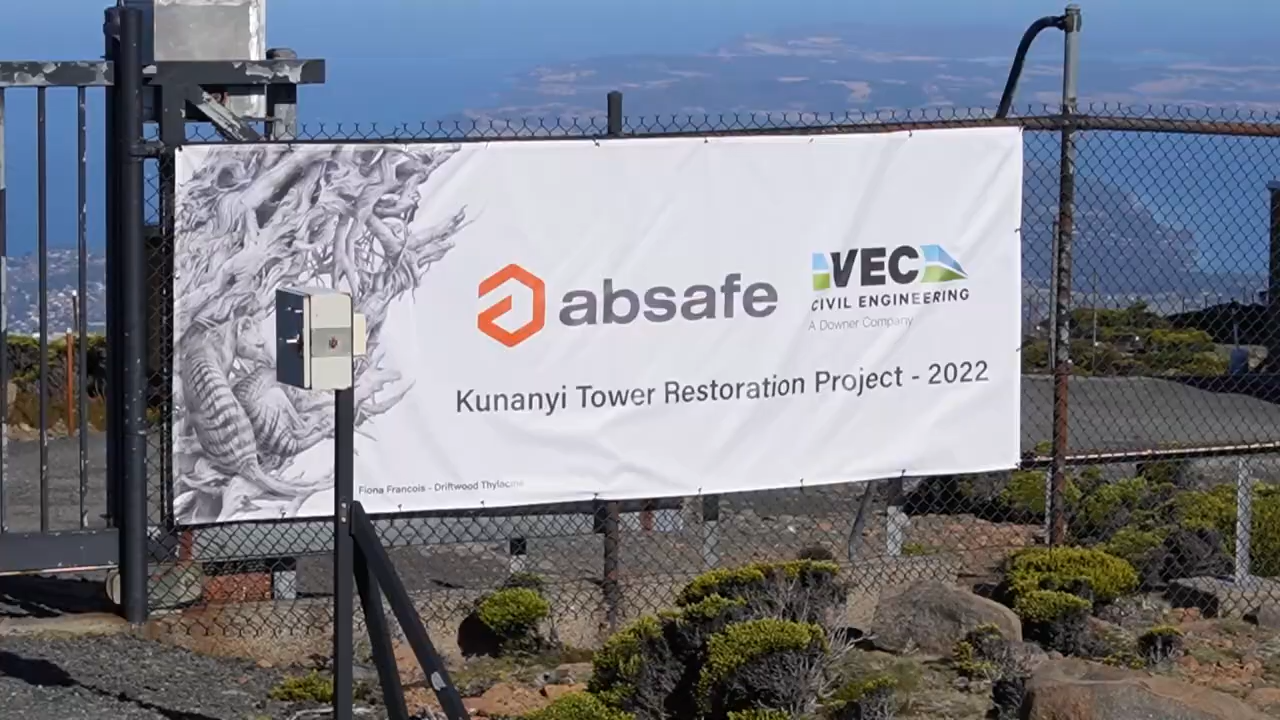 absafe
VEC
CIVIL ENGINEERING
A Downer Company
Kunanyi Tower Restoration Project - 2022
Fiona Francois - Driftwood Thylacine